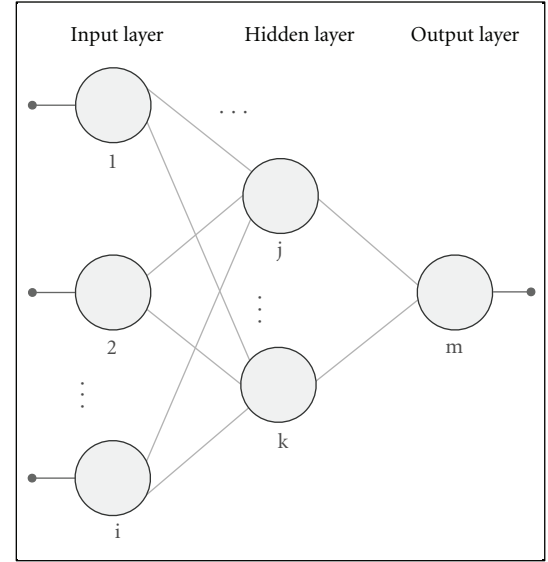 Input layer Hidden layer Output layer
. . .
1
j
2
m
k
i